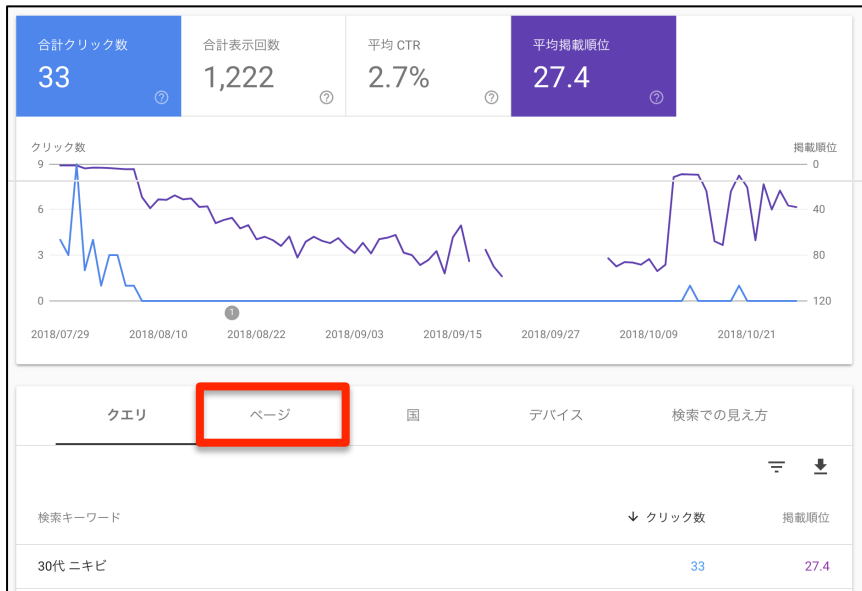 合計クリック数 合計表示回数 平均 CTR 平均掲載順位
33 1,222 2.7% 27.4
クリック数 掲載順位
9 0
6 40
3 80
0 120
1
2018/07/29 2018/08/10 2018/08/22 2018/09/03 2018/09/15 2018/09/27 2018/10/09 2018/10/21
クエリ ページ 国 デバイス 検索での見え方
検索キーワード クリック数 掲載順位
30代 ニキビ 33 27.4